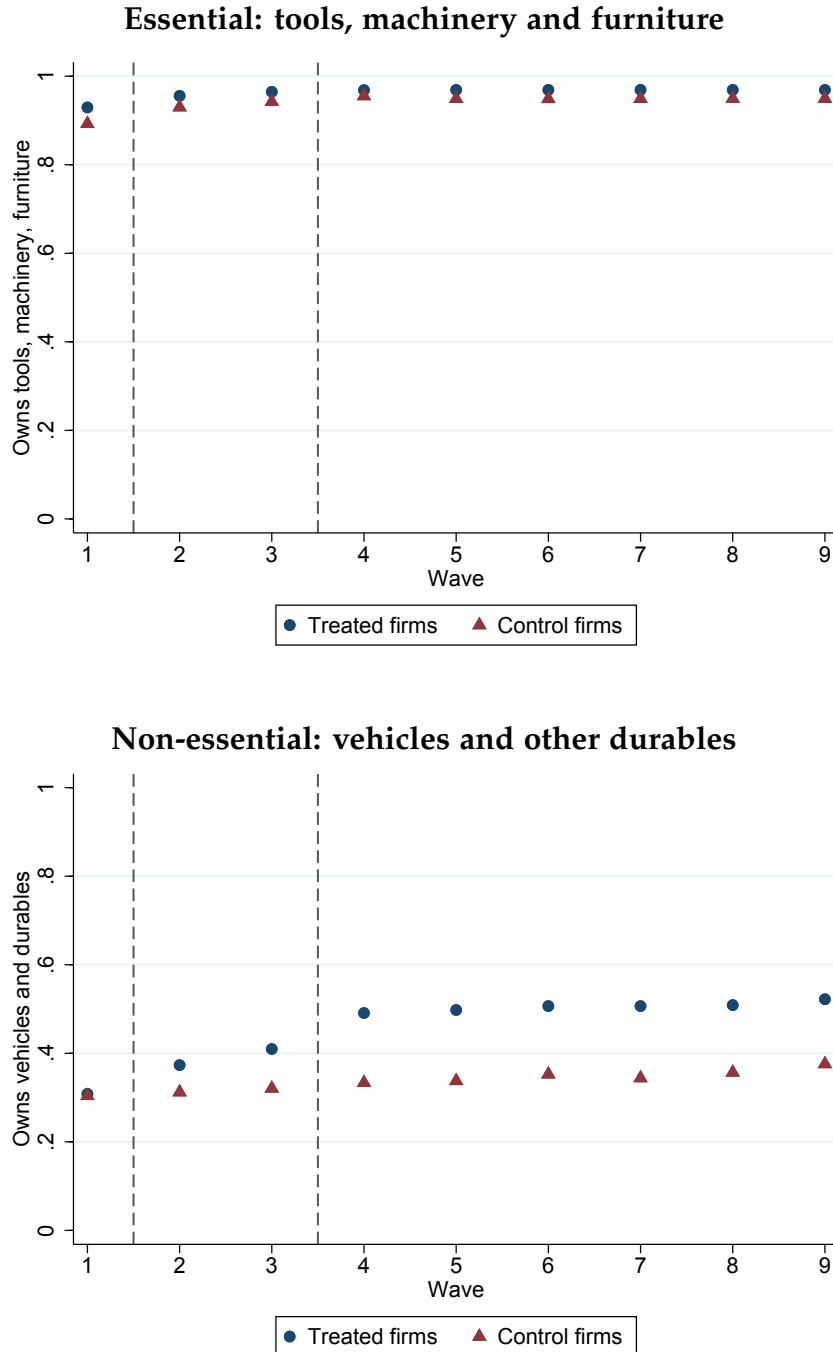 Essential: tools, machinery and furniture
Owns tools, machinery, furniture
1
.8
.6
.4
.2
0
1 2 3 4 5 6 7 8 9
Wave
Treated firms Control firms
Non-essential: vehicles and other durables
Owns vehicles and durables
1
.8
.6
.4
.2
0
1 2 3 4 5 6 7 8 9
Wave
Treated firms Control firms